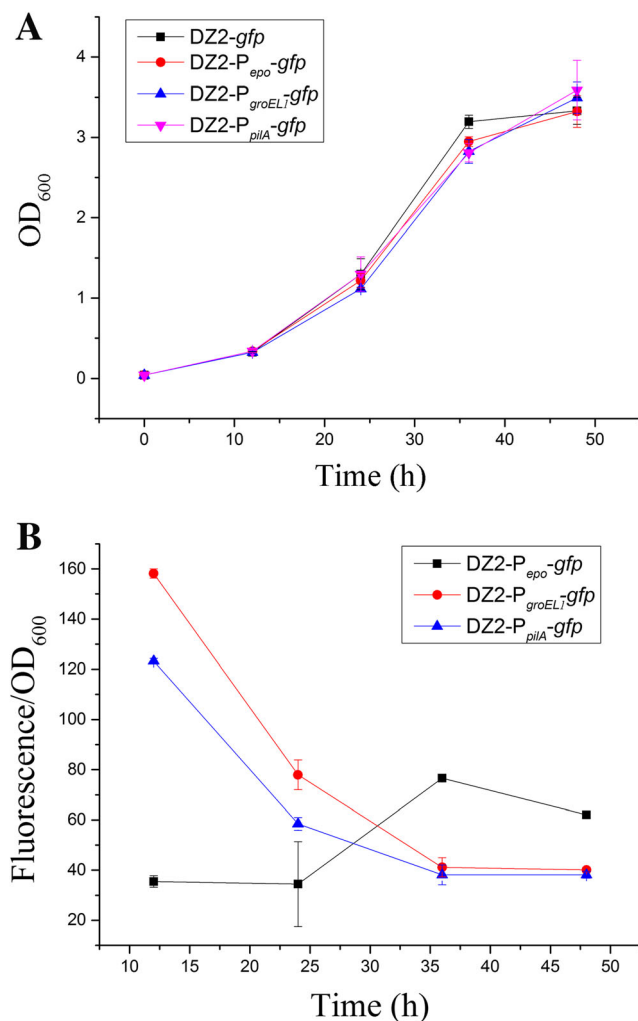 A
DZ2-gfp
DZ2-Pepo-gfp
DZ2-PgroEL1-gfp
DZ2-PpilA-gfp
4
3
2
1
0
OD600
0 10 20 30 40 50
Time (h)
B
DZ2-Pepo-gfp
DZ2-PgroEL1-gfp
DZ2-PpilA-gfp
160
140
120
100
80
60
40
20
Fluorescence/OD600
10 15 20 25 30 35 40 45 50
Time (h)